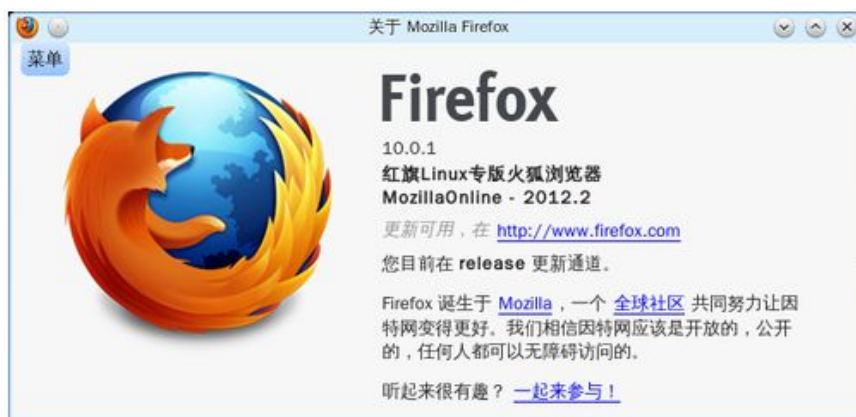 关于 Mozilla Firefox
菜单
Firefox
10.0.1
红旗Linux专版火狐浏览器
MozillaOnline - 2012.2
更新可用，在 http://www.firefox.com
您目前在 release 更新通道。
Firefox 诞生于 Mozilla，一个 全球社区 共同努力让因
特网变得更好。我们相信因特网应该是开放的，公开
的，任何人都可以无障碍访问的。
听起来很有趣？ 一起来参与！